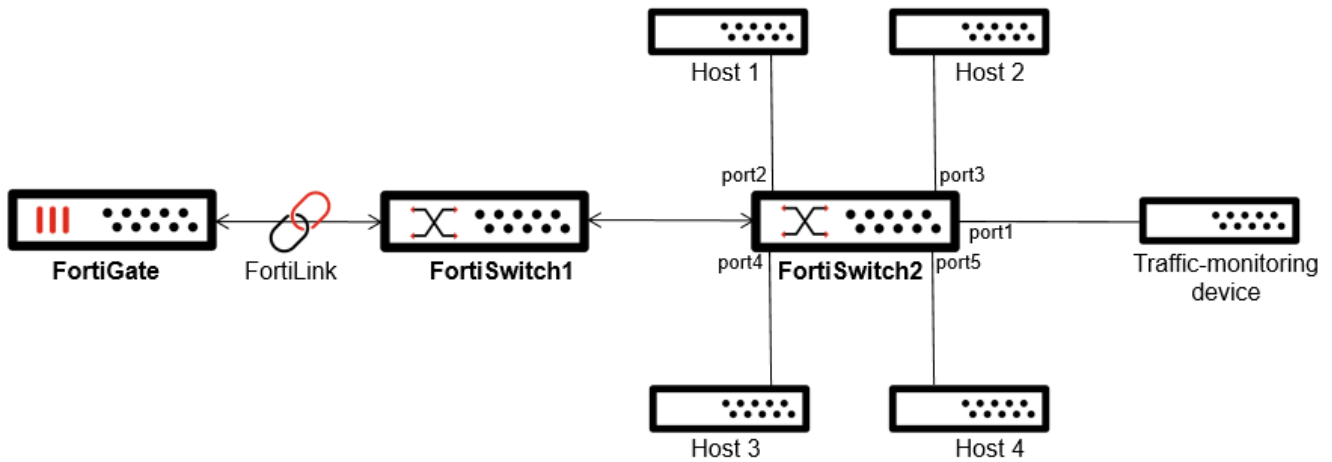 Host 1
Host 2
port2
port3
port1
FortiGate
FortiLink
FortiSwitch1
port4
FortiSwitch2
port5
Traffic-monitoring
device
Host 3
Host 4